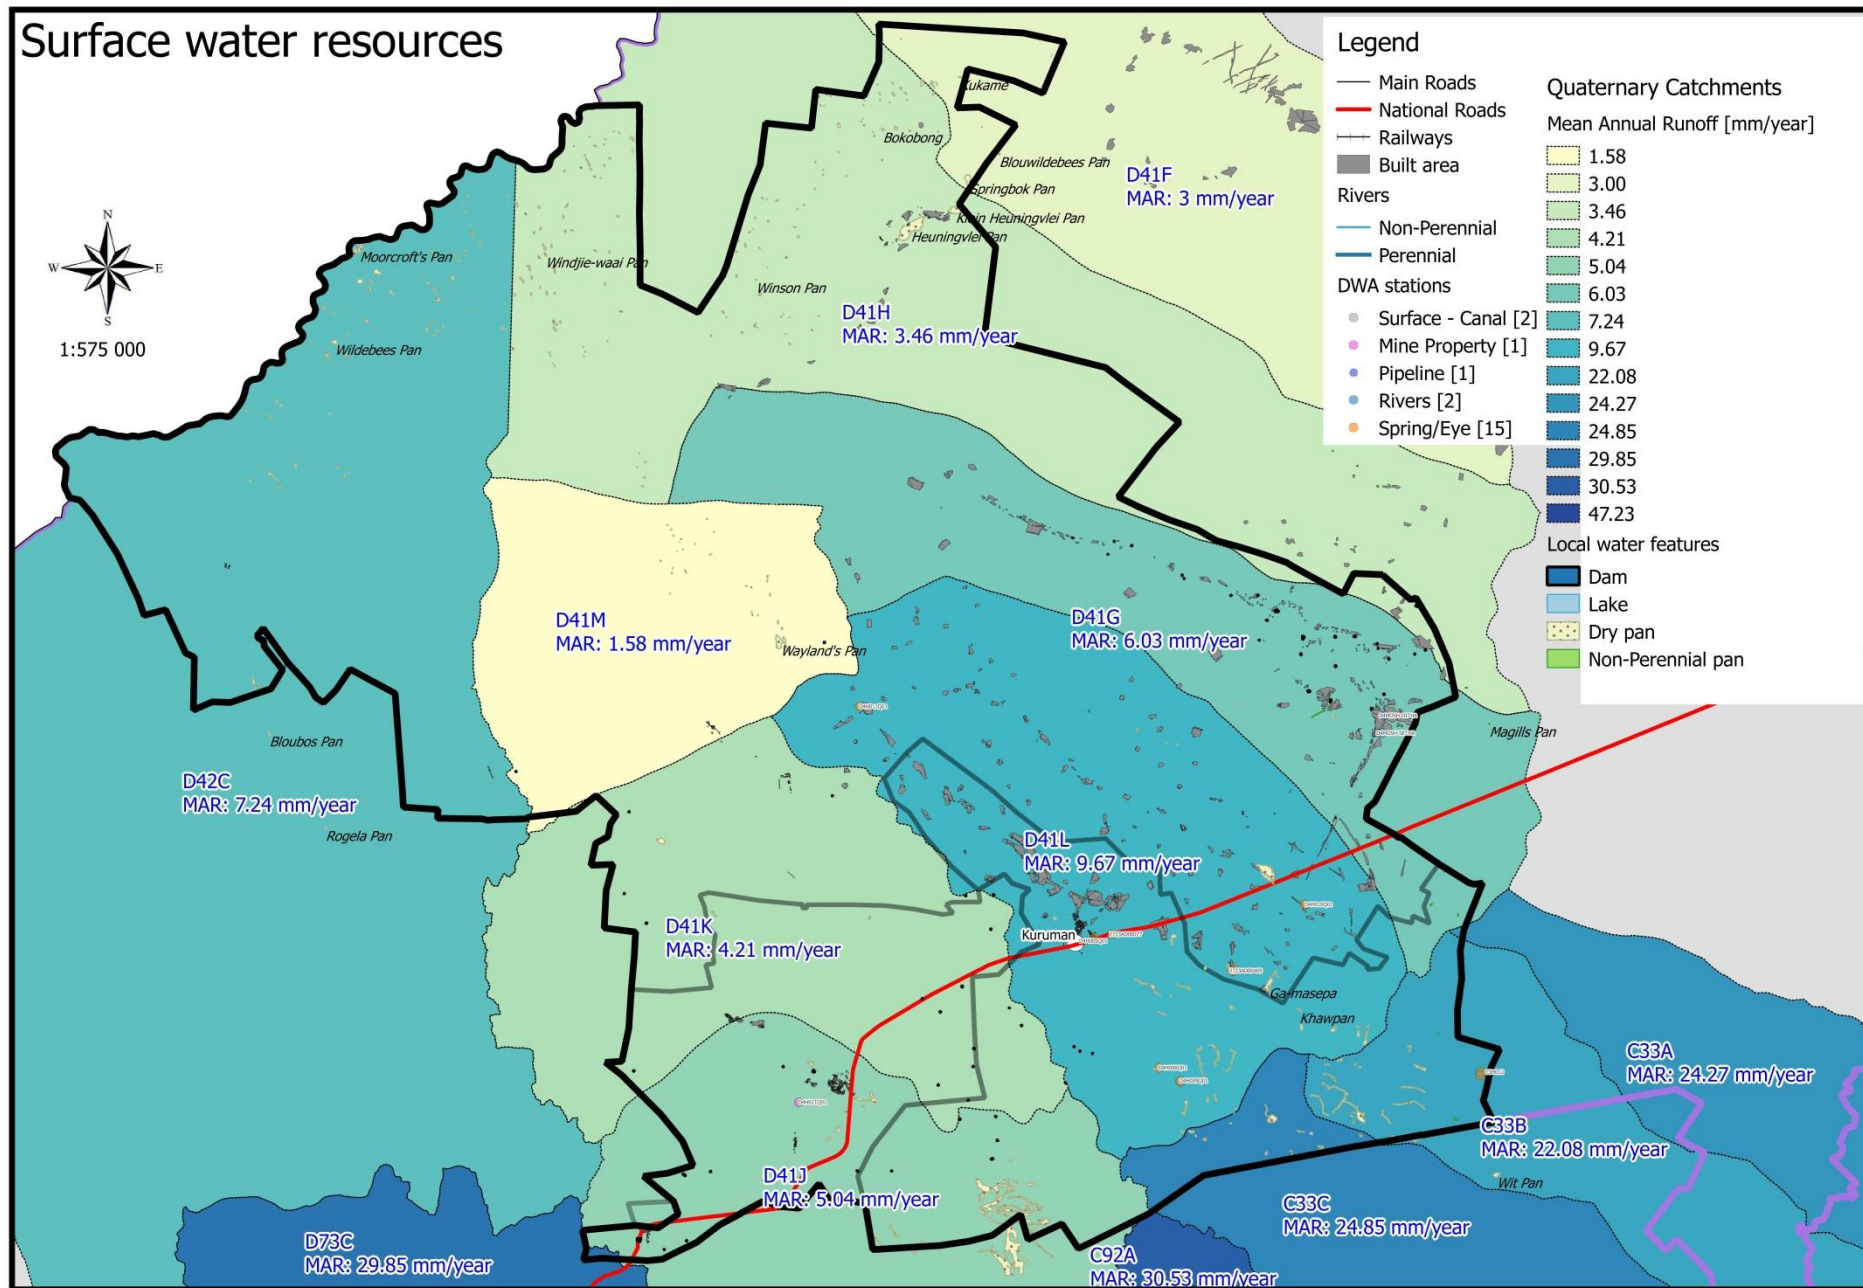 Surface water resources
N
W
E
S
1:575 000
Legend
Main Roads
National Roads
Railways
Built area
Rivers
Non-Perennial
Perennial
DWA stations
Surface - Canal [2]
Mine Property [1]
Pipeline [1]
Rivers [2]
Spring/Eye [15]
Quaternary Catchments
Mean Annual Runoff [mm/year]
1.58
3.00
3.46
4.21
5.04
6.03
7.24
9.67
22.08
24.27
24.85
29.85
30.53
47.23
Local water features
Dam
Lake
Dry pan
Non-Perennial pan
Kukame
Bokobong
Blouwildebees Pan
D41F
MAR: 3 mm/year
Springbok Pan
Klein Heuningvlei Pan
Heuningvlei Pan
Moorcroft's Pan
Windjie-waai Pan
Winson Pan
D41H
MAR: 3.46 mm/year
Wildebees Pan
D41M
MAR: 1.58 mm/year
Wayland's Pan
D41G
MAR: 6.03 mm/year
Magills Pan
Bloubos Pan
D42C
MAR: 7.24 mm/year
Rogela Pan
D41L
MAR: 9.67 mm/year
D41K
MAR: 4.21 mm/year
Kuruman
Ga-masepa
Khawpan
C33A
MAR: 24.27 mm/year
C33B
MAR: 22.08 mm/year
Wit Pan
D41J
MAR: 5.04 mm/year
C33C
MAR: 24.85 mm/year
D73C
MAR: 29.85 mm/year
C92A
MAR: 30.53 mm/year